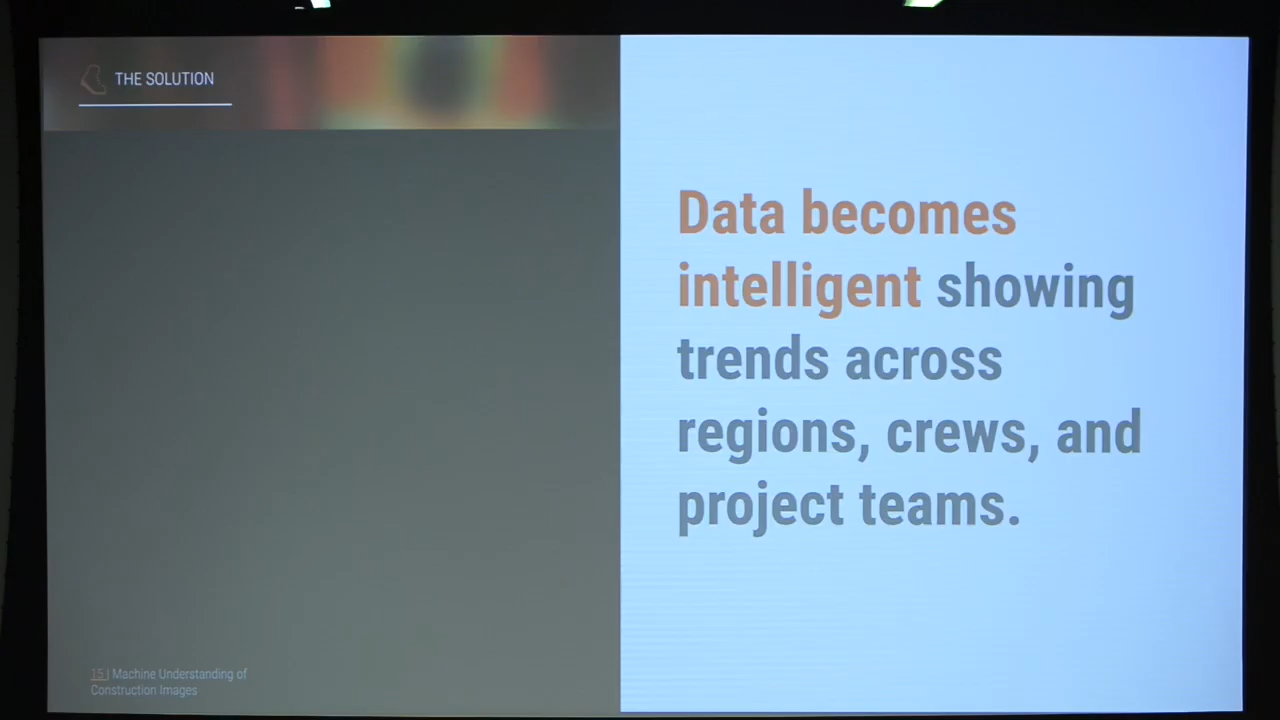 THE SOLUTION
Data becomes
intelligent showing
trends across
regions, crews, and
project teams.
15 | Machine Understanding of
Construction Images